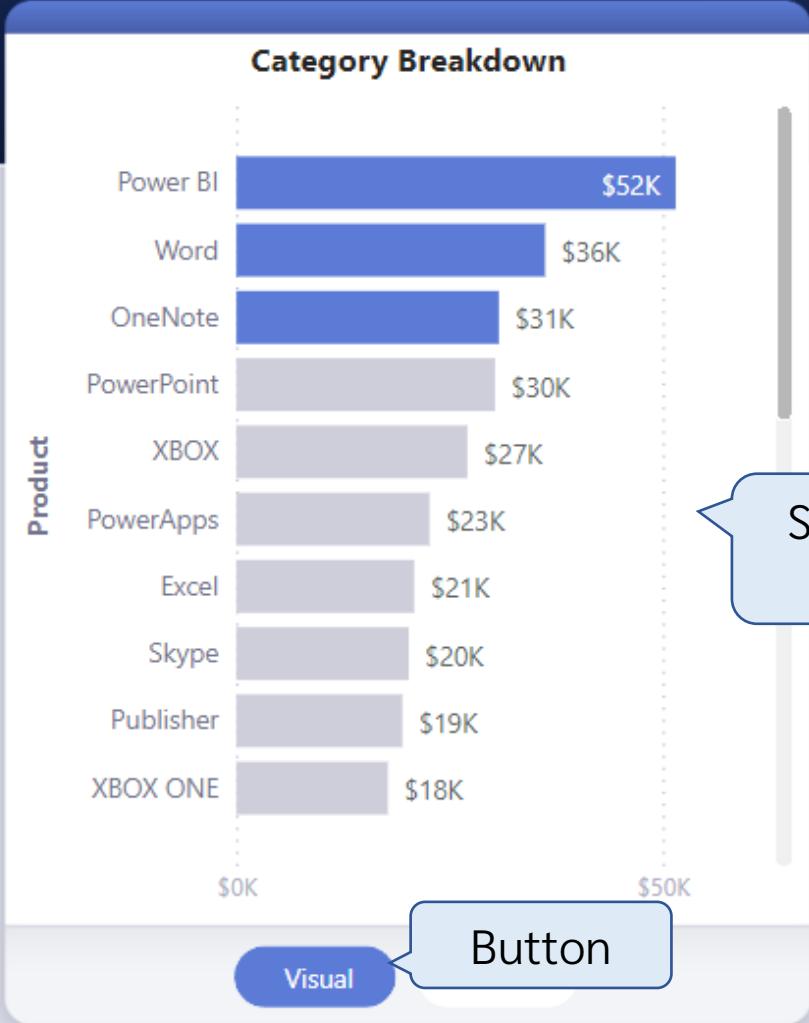 Category Breakdown
Power BI $52K
Word $36K
OneNote $31K
PowerPoint $30K
XBOX $27K
Product
PowerApps $23K
S
Excel $21K
Skype $20K
Publisher $19K
XBOX ONE $18K
$0K $50K
Button
Visual